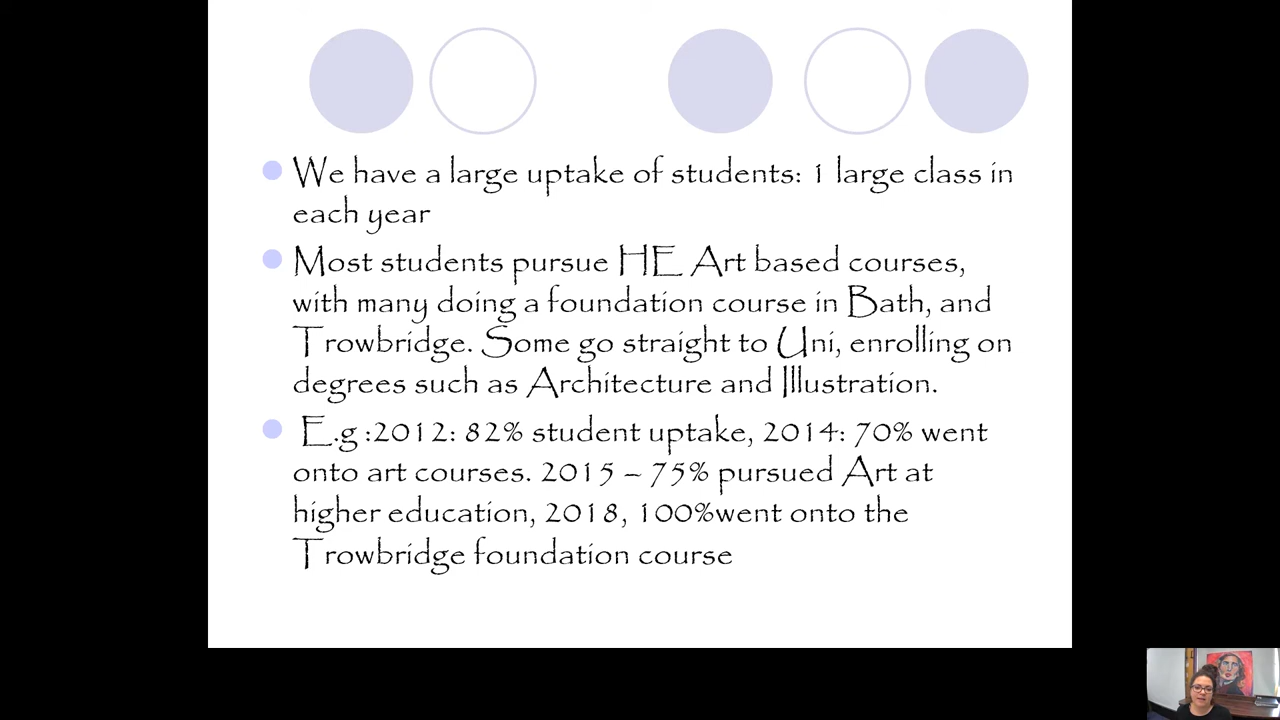 We have a large uptake of students: 1 large class in
each year
Most students pursue HE Art based courses,
with many doing a foundation course in Bath, and
Trowbridge. Some go straight to Uni, enrolling on
degrees such as Architecture and Illustration.
E.g :2012: 82% student uptake, 2014: 70% went
onto art courses. 2015 – 75% pursued Art at
higher education, 2018, 100%went onto the
Trowbridge foundation course